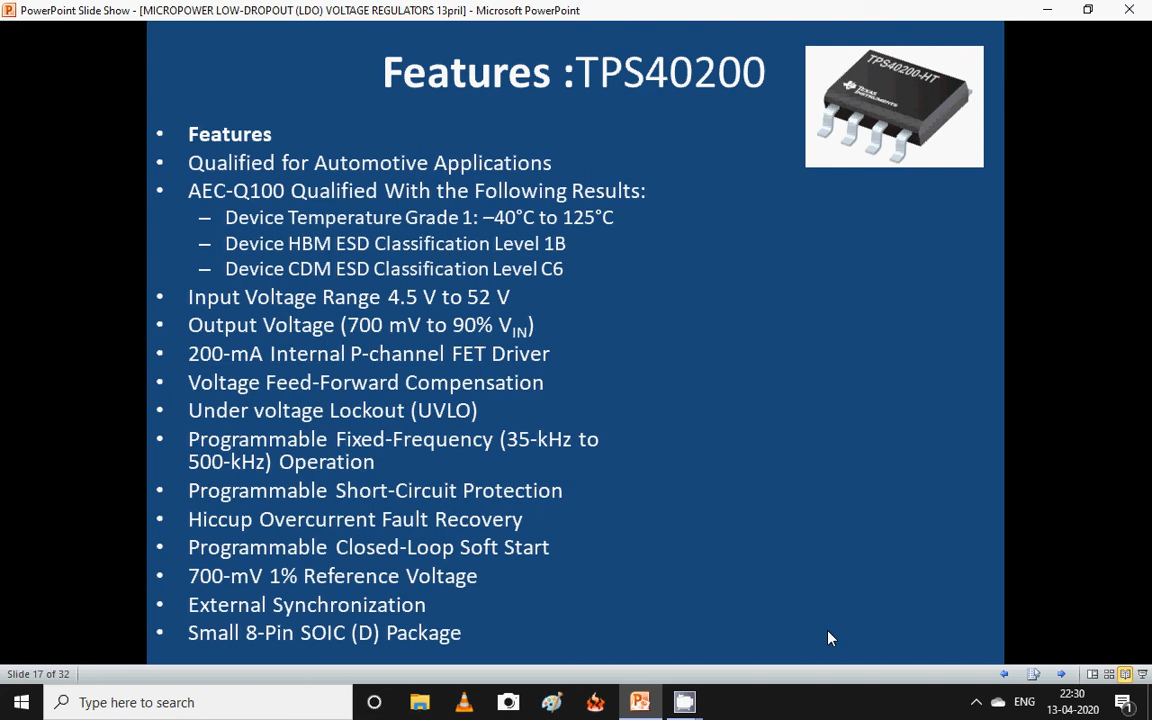 PowerPoint Slide Show - [MICROPOWER LOW-DROPOUT (LDO) VOLTAGE REGULATORS 13pril] - Microsoft PowerPoint
Features :TPS40200
TPS40200-HT
TEXAS
INSTRUMENTS
• Features
• Qualified for Automotive Applications
• AEC-Q100 Qualified With the Following Results:
– Device Temperature Grade 1: –40°C to 125°C
– Device HBM ESD Classification Level 1B
– Device CDM ESD Classification Level C6
• Input Voltage Range 4.5 V to 52 V
• Output Voltage (700 mV to 90% VIN)
• 200-mA Internal P-channel FET Driver
• Voltage Feed-Forward Compensation
• Under voltage Lockout (UVLO)
• Programmable Fixed-Frequency (35-kHz to
500-kHz) Operation
• Programmable Short-Circuit Protection
• Hiccup Overcurrent Fault Recovery
• Programmable Closed-Loop Soft Start
• 700-mV 1% Reference Voltage
• External Synchronization
• Small 8-Pin SOIC (D) Package
Slide 17 of 32
Type here to search
ENG
22:30
13-04-2020
1